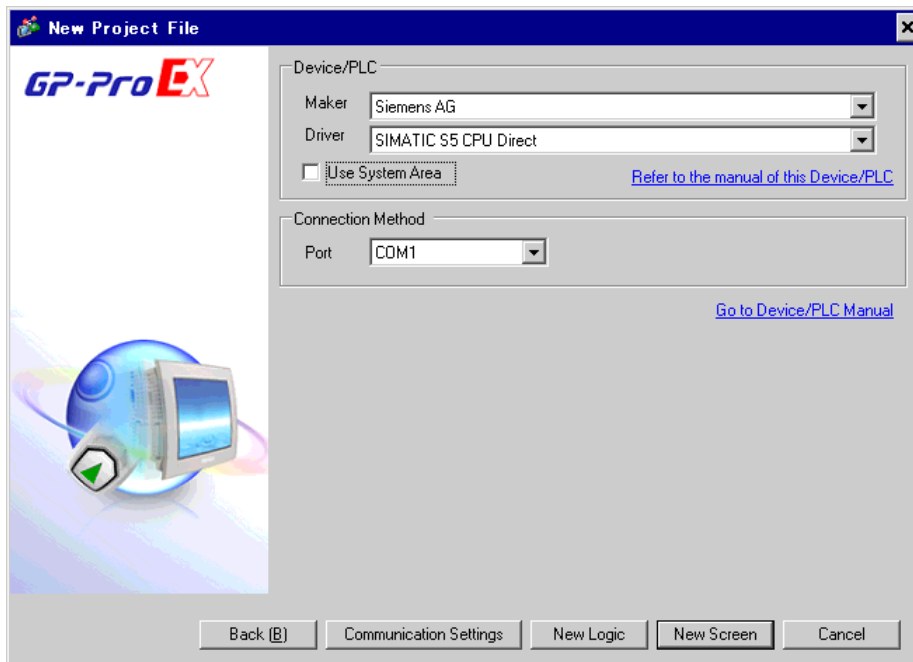 New Project File
GP-Pro EX
Device/PLC
Maker Siemens AG
Driver SIMATIC S5 CPU Direct
Use System Area Refer to the manual of this Device/PLC
Connection Method
Port COM1
Go to Device/PLC Manual
Back (B) Communication Settings New Logic New Screen Cancel